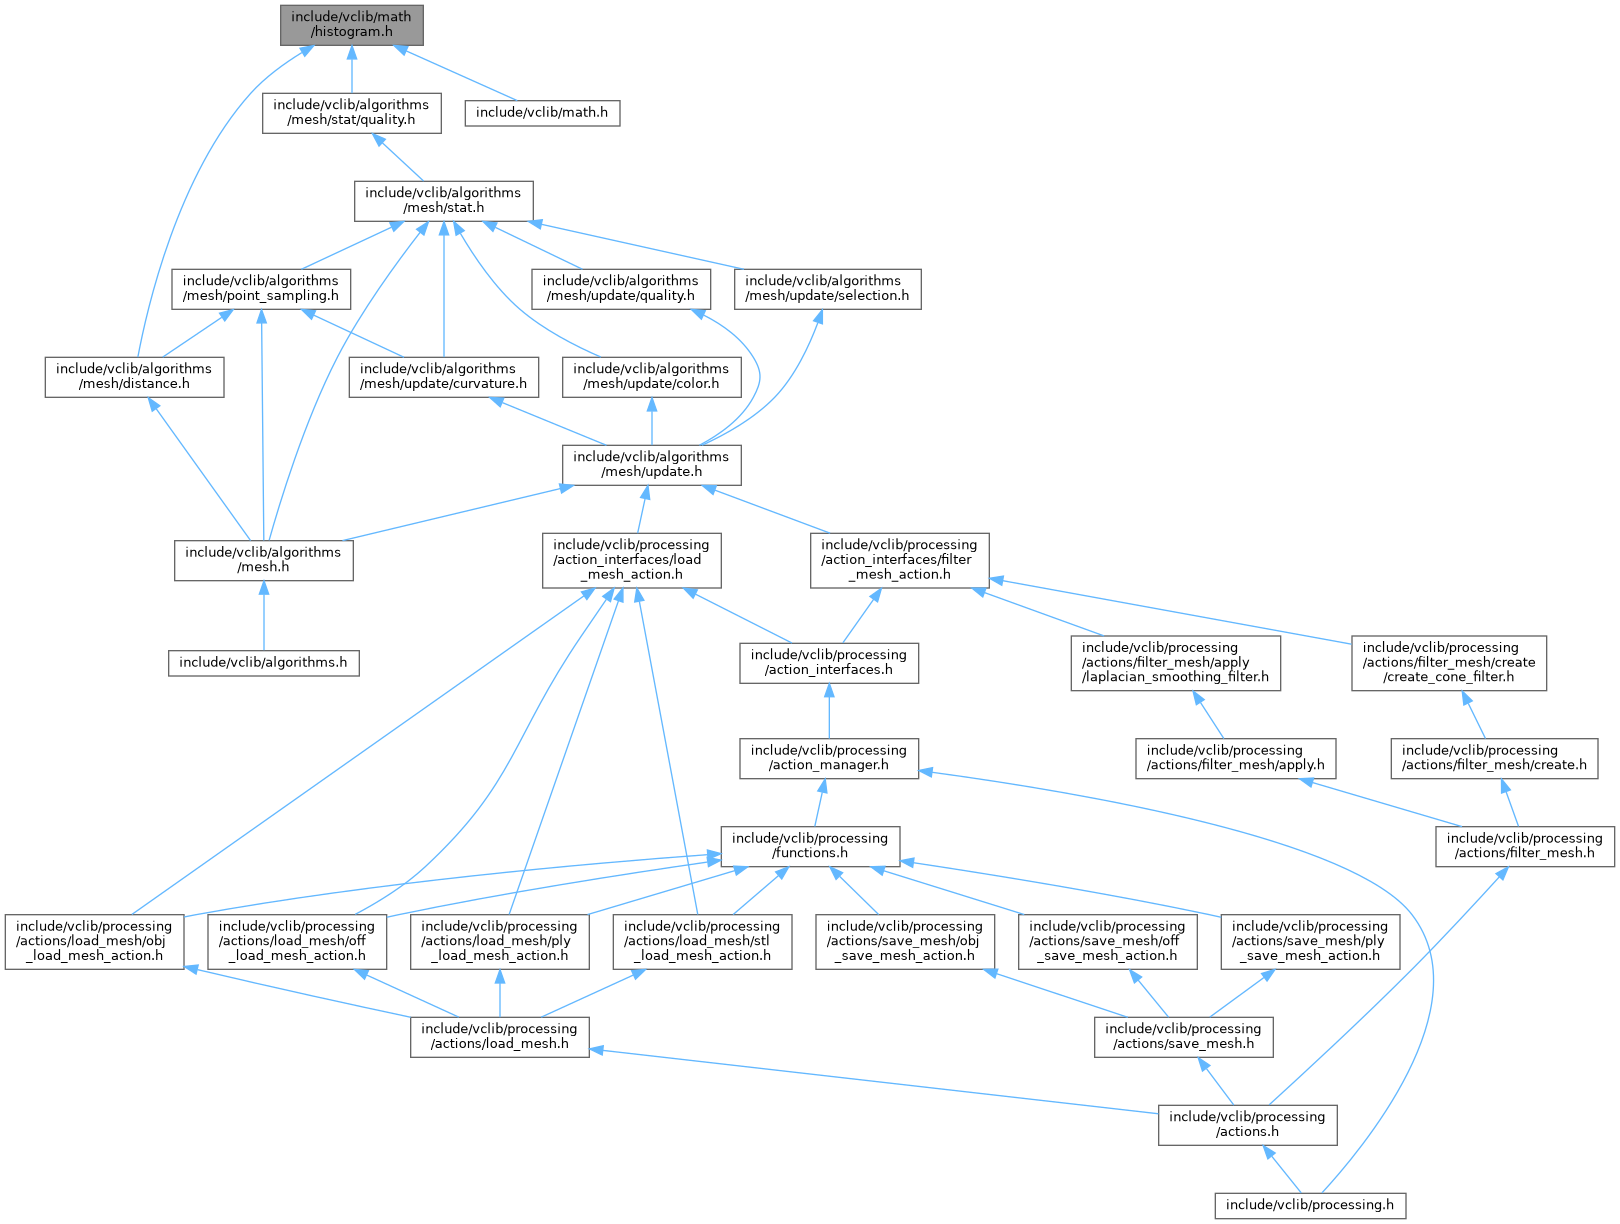 include/vclib/math
/histogram.h
include/vclib/algorithms
/mesh/stat/quality.h
include/vclib/math.h
include/vclib/algorithms
/mesh/stat.h
include/vclib/algorithms
/mesh/point_sampling.h
include/vclib/algorithms
/mesh/update/quality.h
include/vclib/algorithms
/mesh/update/selection.h
include/vclib/algorithms
/mesh/distance.h
include/vclib/algorithms
/mesh/update/curvature.h
include/vclib/algorithms
/mesh/update/color.h
include/vclib/algorithms
/mesh/update.h
include/vclib/algorithms
/mesh.h
include/vclib/processing
/action_interfaces/load
_mesh_action.h
include/vclib/processing
/action_interfaces/filter
_mesh_action.h
include/vclib/algorithms.h
include/vclib/processing
/action_interfaces.h
include/vclib/processing
/actions/filter_mesh/apply
/laplacian_smoothing_filter.h
include/vclib/processing
/actions/filter_mesh/create
/create_cone_filter.h
include/vclib/processing
/action_manager.h
include/vclib/processing
/actions/filter_mesh/apply.h
include/vclib/processing
/actions/filter_mesh/create.h
include/vclib/processing
/functions.h
include/vclib/processing
/actions/filter_mesh.h
include/vclib/processing
/actions/load_mesh/obj
_load_mesh_action.h
include/vclib/processing
/actions/load_mesh/off
_load_mesh_action.h
include/vclib/processing
/actions/load_mesh/ply
_load_mesh_action.h
include/vclib/processing
/actions/load_mesh/stl
_load_mesh_action.h
include/vclib/processing
/actions/save_mesh/obj
_save_mesh_action.h
include/vclib/processing
/actions/save_mesh/off
_save_mesh_action.h
include/vclib/processing
/actions/save_mesh/ply
_save_mesh_action.h
include/vclib/processing
/actions/load_mesh.h
include/vclib/processing
/actions/save_mesh.h
include/vclib/processing
/actions.h
include/vclib/processing.h